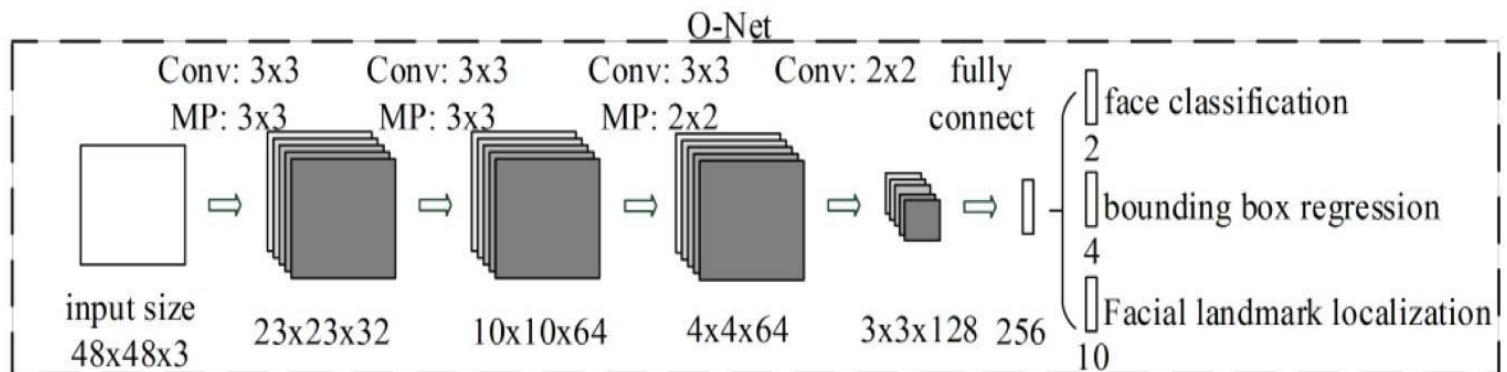 O-Net
Conv: 3x3
MP: 3x3
Conv: 3x3
MP: 3x3
Conv: 3x3
MP: 2x2
Conv: 2x2
fully
connect
input size
48x48x3
23x23x32
10x10x64
4x4x64
3x3x128
256
face classification
2
bounding box regression
4
Facial landmark localization
10